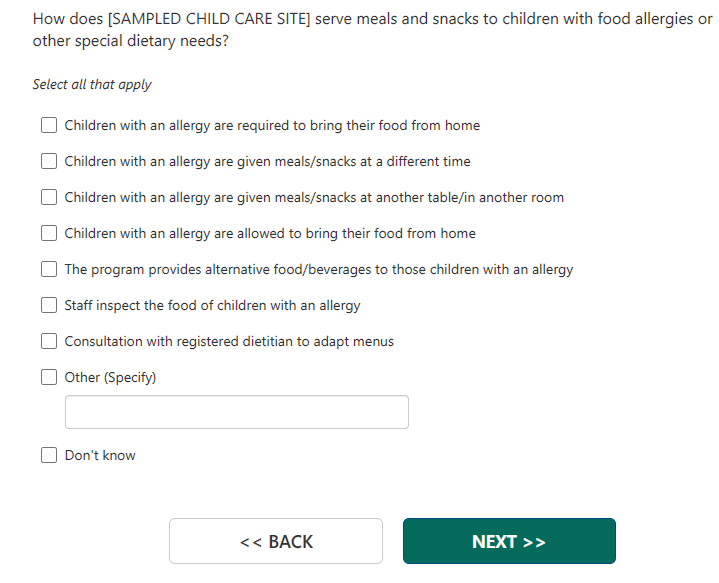 How does [SAMPLED CHILD CARE SITE] serve meals and snacks to children with food allergies or
other special dietary needs?
Select all that apply
Children with an allergy are required to bring their food from home
Children with an allergy are given meals/snacks at a different time
Children with an allergy are given meals/snacks at another table/in another room
Children with an allergy are allowed to bring their food from home
The program provides alternative food/beverages to those children with an allergy
Staff inspect the food of children with an allergy
Consultation with registered dietitian to adapt menus
Other (Specify)
Don't know
<< BACK
NEXT >>